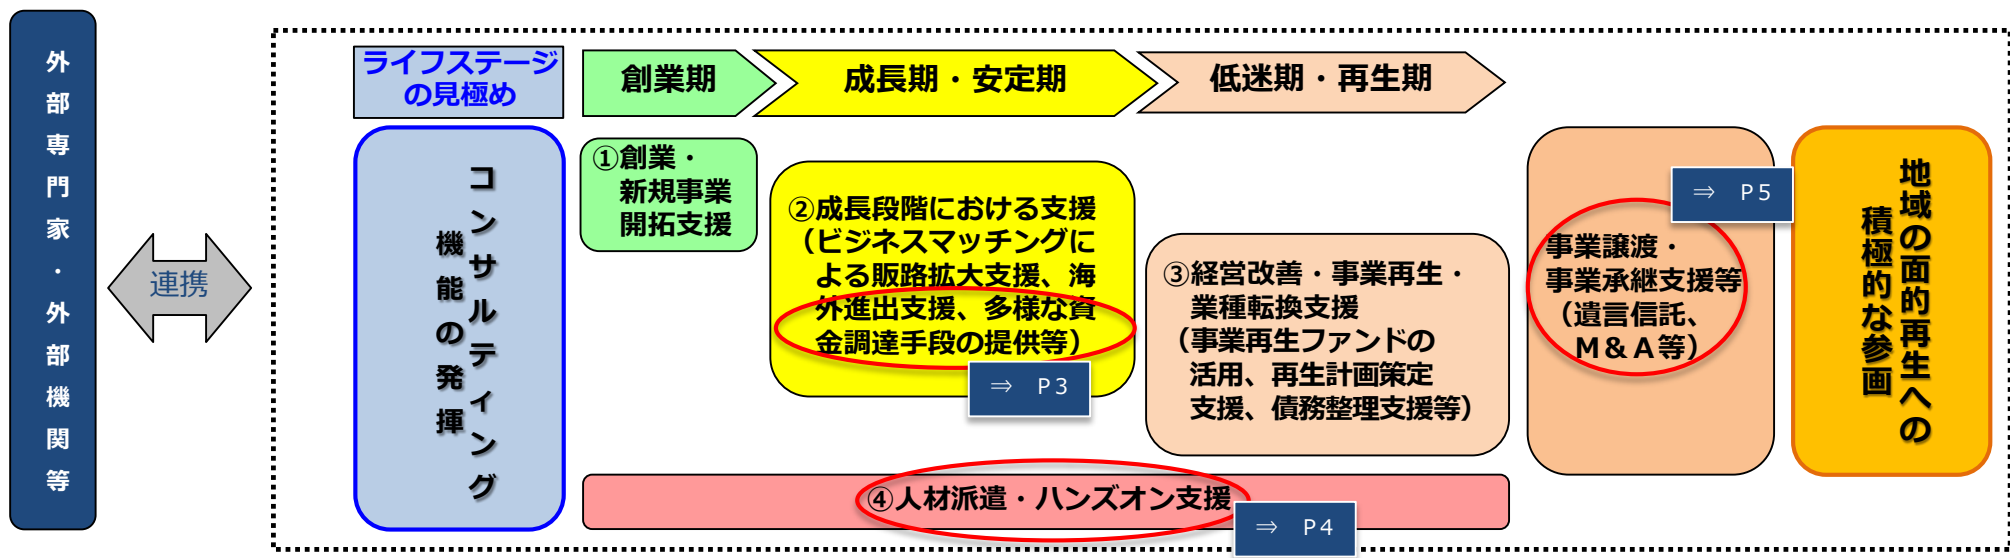 外部専門家・外部機関等
連携
ライフステージ
の見極め
コンサルティング
機能の発揮
創業期
成長期・安定期
低迷期・再生期
①創業・
新規事業
開拓支援
②成長段階における支援
（ビジネスマッチングに
よる販路拡大支援、海
外進出支援、多様な資
金調達手段の提供等）
⇒ P3
③経営改善・事業再生・
業種転換支援
（事業再生ファンドの
活用、再生計画策定
支援、債務整理支援等）
④人材派遣・ハンズオン支援
⇒ P4
⇒ P5
事業譲渡・
事業承継支援等
（遺言信託、
M＆A等）
地域の面的再生への
積極的な参画